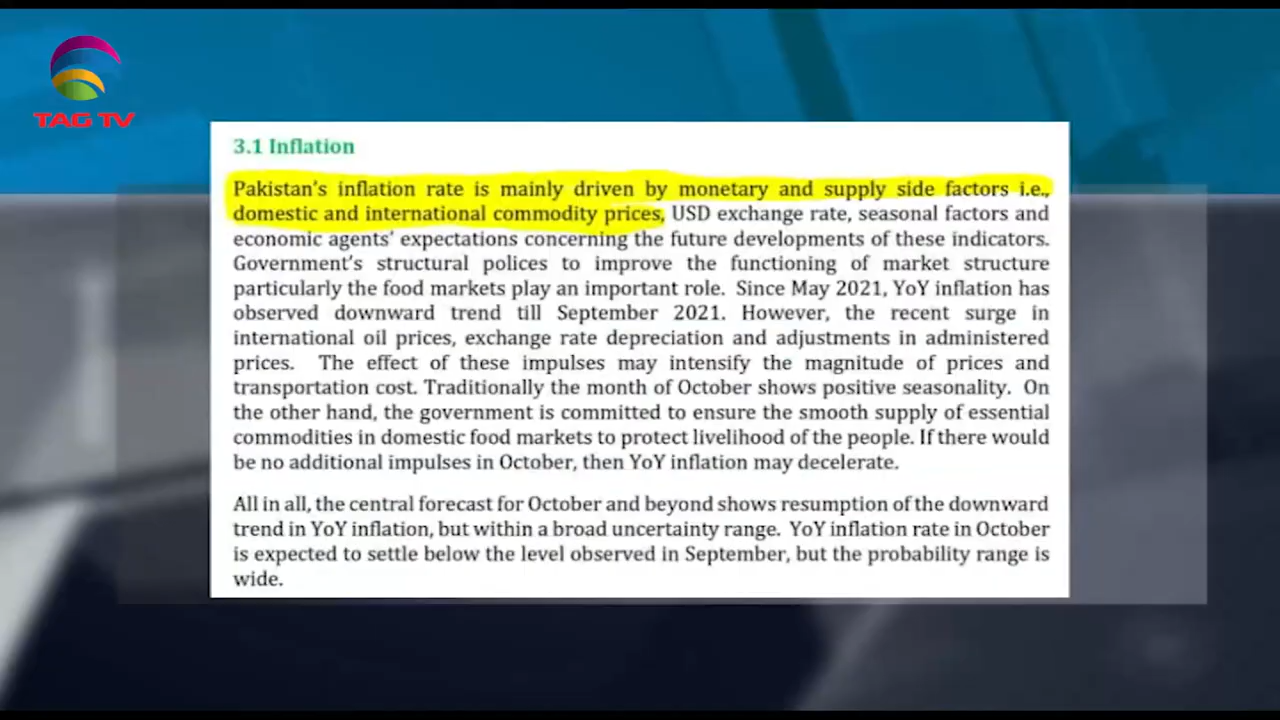 TAG TV
3.1 Inflation
Pakistan's inflation rate is mainly driven by monetary and supply side factors i.e.,
domestic and international commodity prices, USD exchange rate, seasonal factors and
economic agents' expectations concerning the future developments of these indicators.
Government's structural polices to improve the functioning of market structure
particularly the food markets play an important role. Since May 2021, YoY inflation has
observed downward trend till September 2021. However, the recent surge in
international oil prices, exchange rate depreciation and adjustments in administered
prices. The effect of these impulses may intensify the magnitude of prices and
transportation cost. Traditionally the month of October shows positive seasonality. On
the other hand, the government is committed to ensure the smooth supply of essential
commodities in domestic food markets to protect livelihood of the people. If there would
be no additional impulses in October, then YoY inflation may decelerate.
All in all, the central forecast for October and beyond shows resumption of the downward
trend in YoY inflation, but within a broad uncertainty range. YoY inflation rate in October
is expected to settle below the level observed in September, but the probability range is
wide.